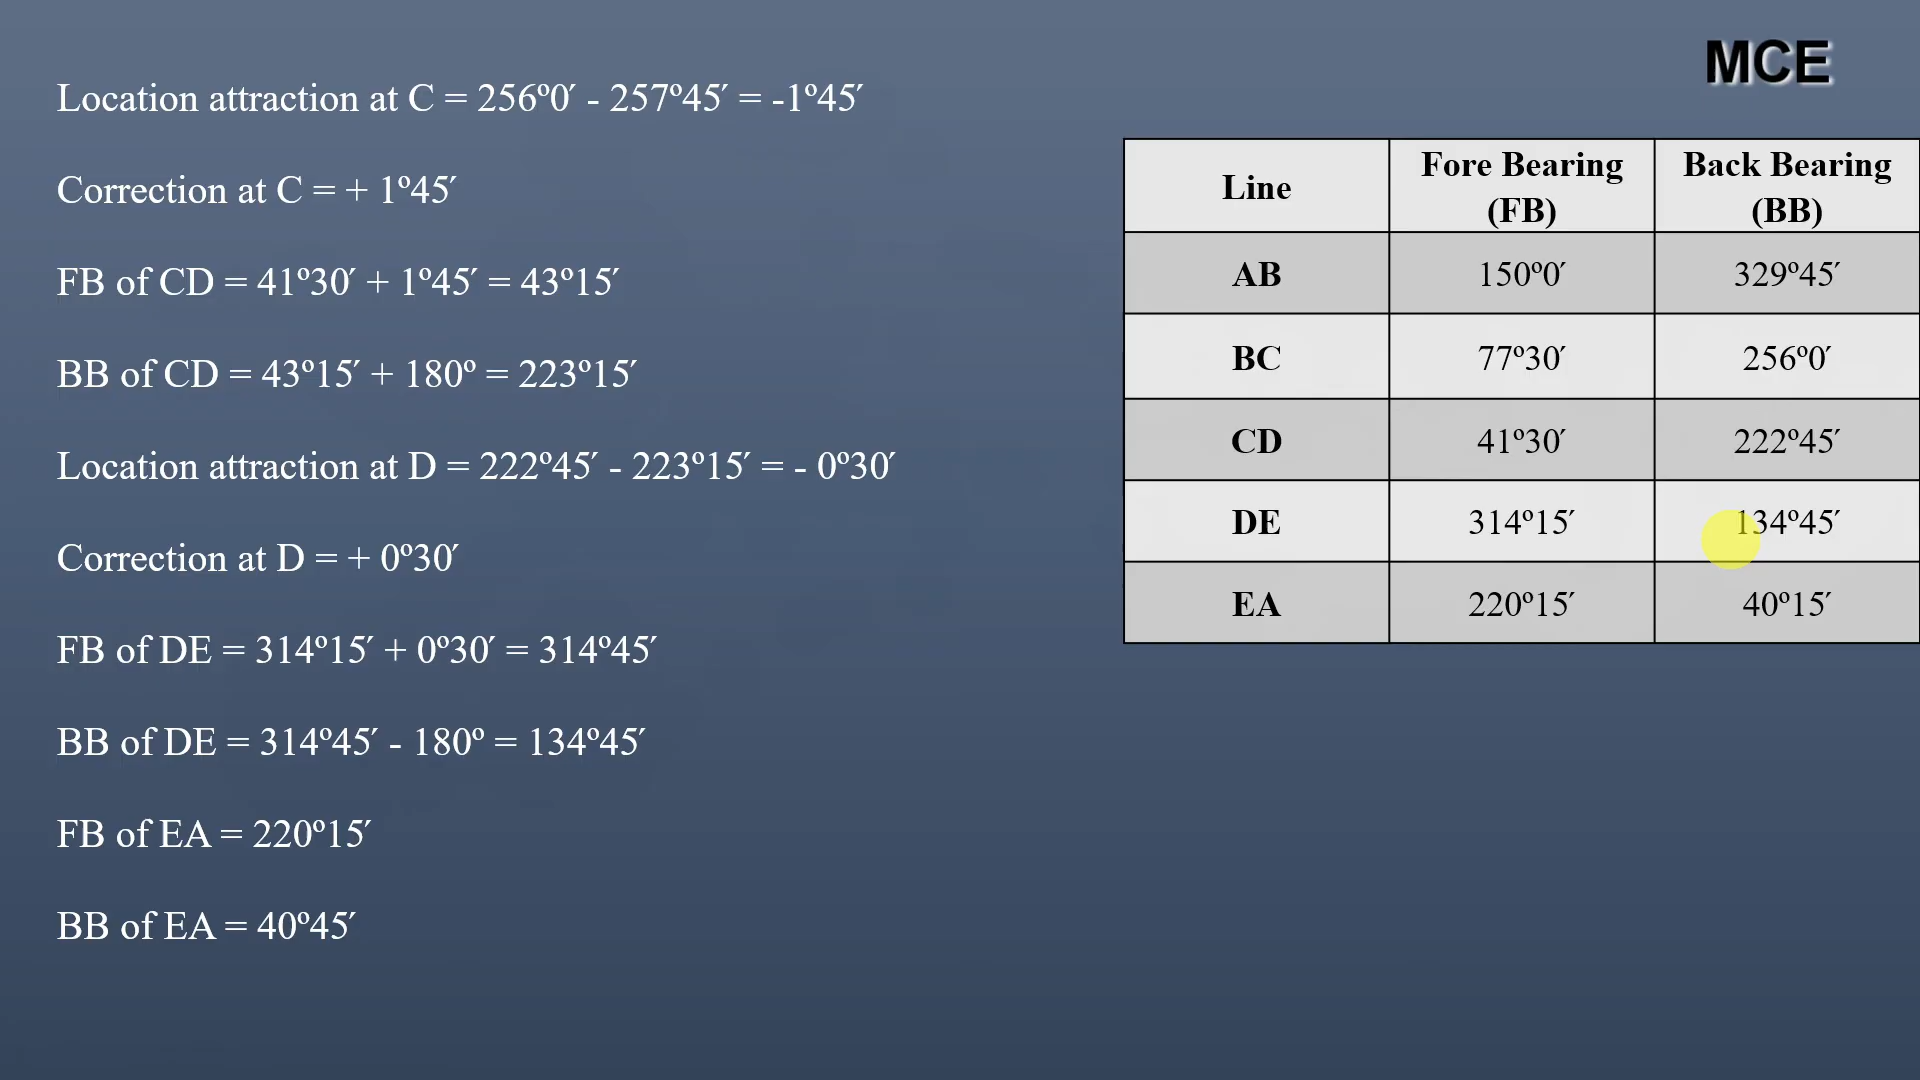 MCE
Location attraction at C = 256º0′ - 257º45′ = -1º45′
Correction at C = + 1º45′
FB of CD = 41º30′ + 1º45′ = 43º15′
BB of CD = 43º15′ + 180º = 223º15′
Location attraction at D = 222º45′ - 223º15′ = - 0º30′
Correction at D = + 0º30′
FB of DE = 314º15′ + 0º30′ = 314º45′
BB of DE = 314º45′ - 180º = 134º45′
FB of EA = 220º15′
BB of EA = 40º45′
Line Fore Bearing (FB) Back Bearing (BB)
AB 150º0′ 329º45′
BC 77º30′ 256º0′
CD 41º30′ 222º45′
DE 314º15′ 134º45′
EA 220º15′ 40º15′